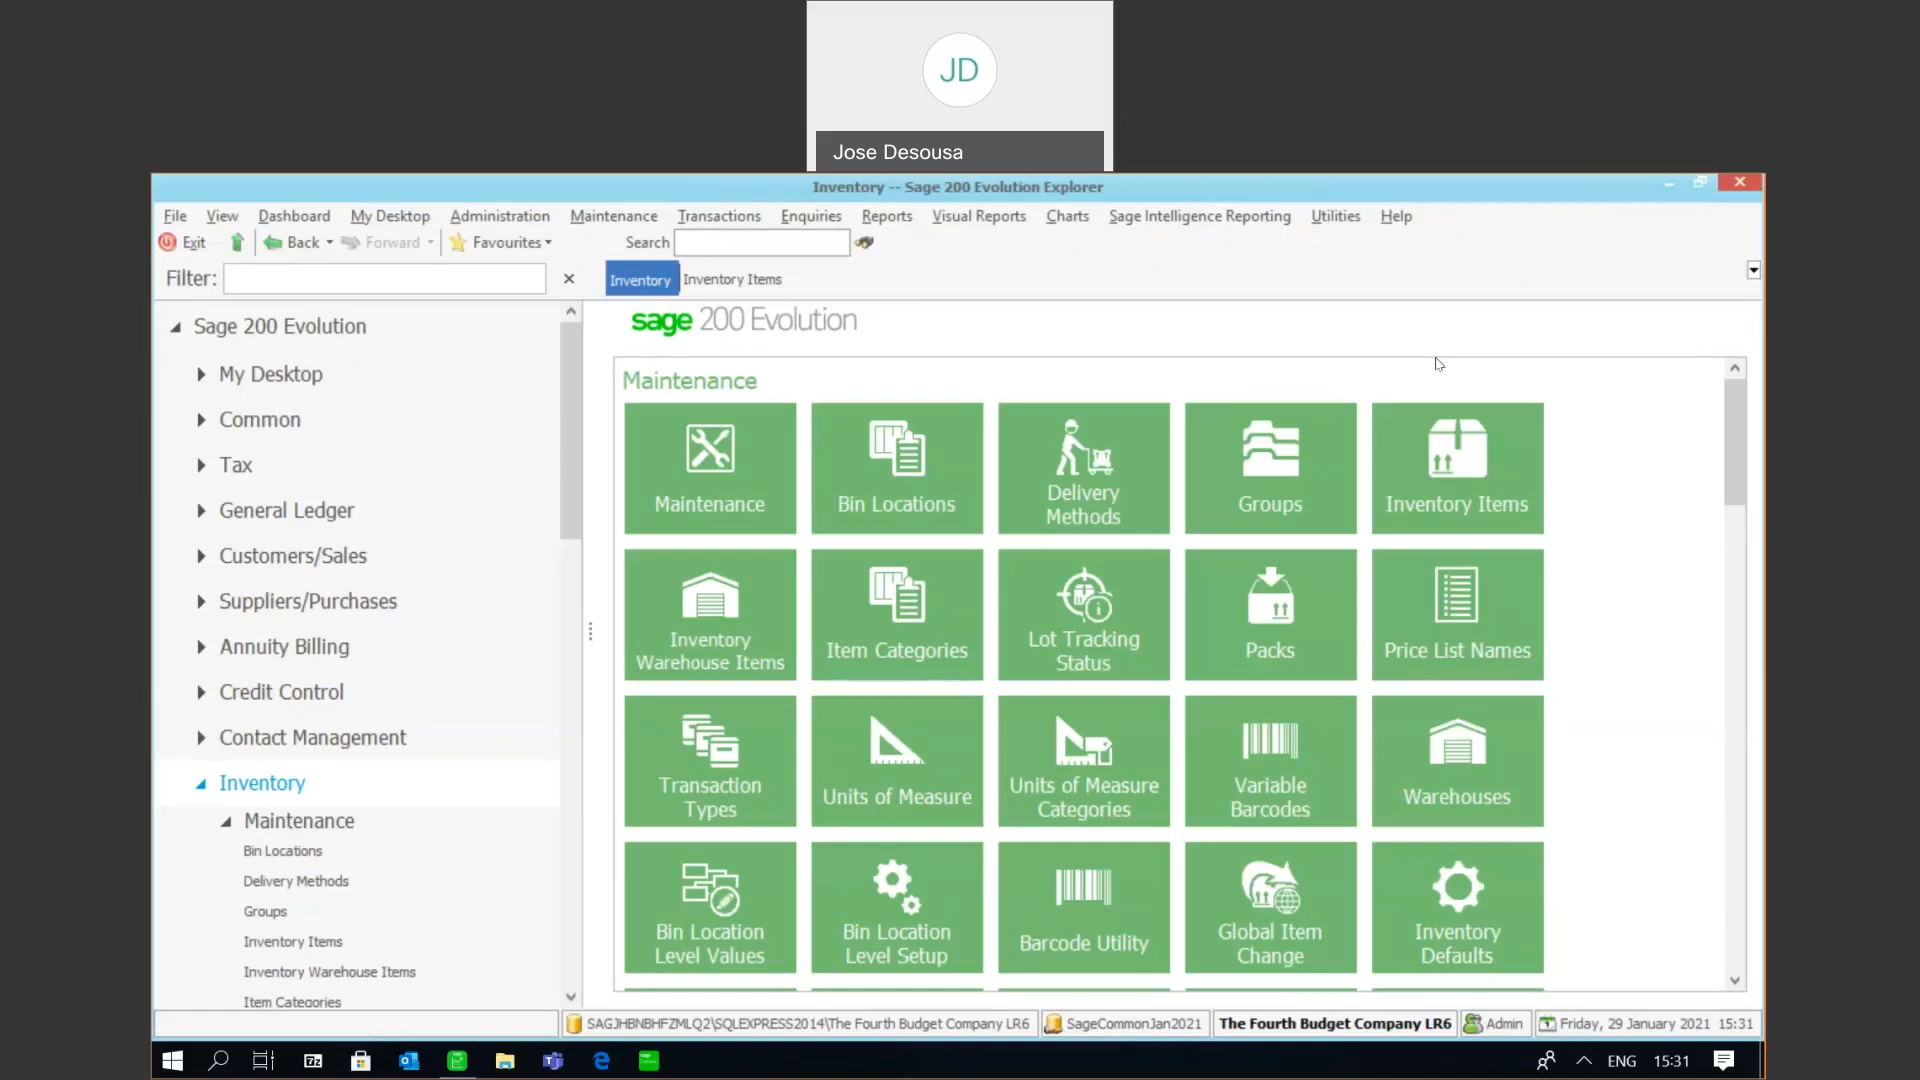 JD
Jose Desousa
Inventory -- Sage 200 Evolution Explorer
File View Dashboard My Desktop Administration Maintenance Transactions Enquiries Reports Visual Reports Charts Sage Intelligence Reporting Utilities Help
Exit Back Forward Favourites Search
Filter:
Inventory Inventory Items
Sage 200 Evolution
My Desktop
Common
Tax
General Ledger
Customers/Sales
Suppliers/Purchases
Annuity Billing
Credit Control
Contact Management
Inventory
Maintenance
Bin Locations
Delivery Methods
Groups
Inventory Items
Inventory Warehouse Items
Item Categories
sage 200 Evolution
Maintenance
Maintenance
Bin Locations
Delivery
Methods
Groups
Inventory Items
Inventory
Warehouse Items
Item Categories
Lot Tracking
Status
Packs
Price List Names
Transaction
Types
Units of Measure
Units of Measure
Categories
Variable
Barcodes
Warehouses
Bin Location
Level Values
Bin Location
Level Setup
Barcode Utility
Global Item
Change
Inventory
Defaults
SAGJHBNBHFZMLQ2\SQLEXPRESS2014\The Fourth Budget Company LR6 SageCommonJan2021 The Fourth Budget Company LR6 Admin Friday, 29 January 2021 15:31
7z ENG 15:31